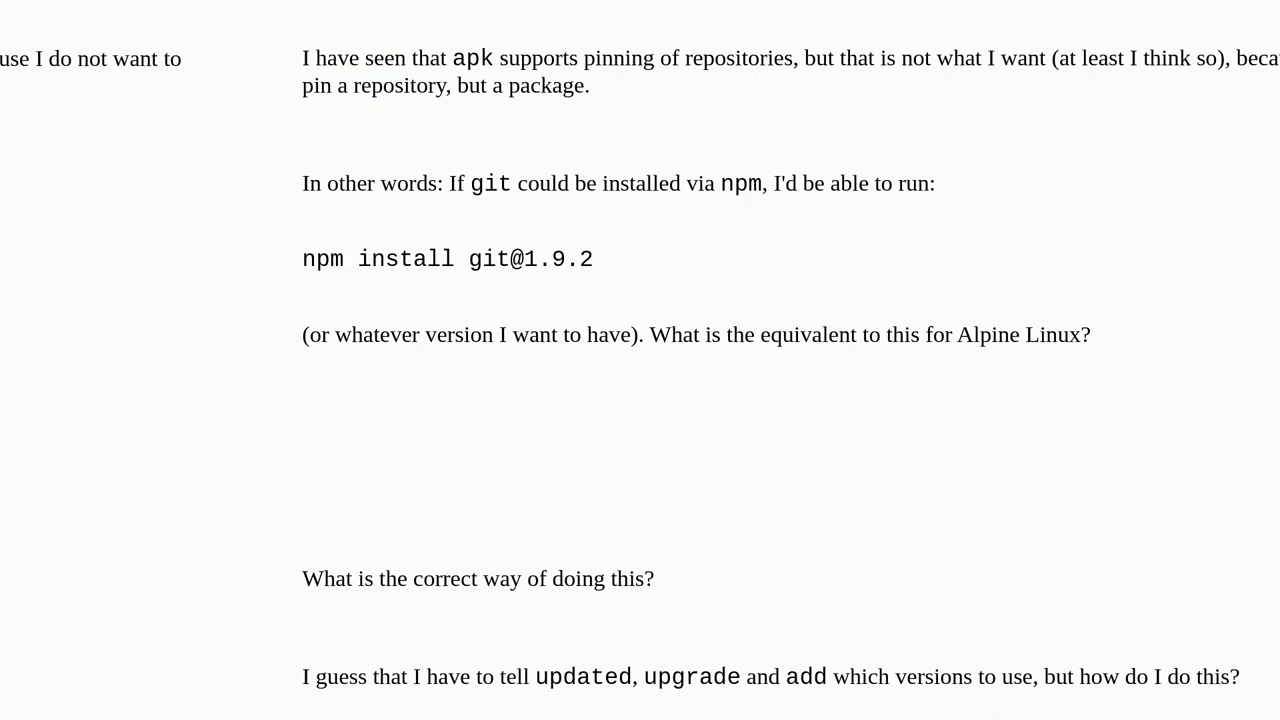 use I do not want to
I have seen that apk supports pinning of repositories, but that is not what I want (at least I think so), beca
pin a repository, but a package.
In other words: If git could be installed via npm, I'd be able to run:
npm install git@1.9.2
(or whatever version I want to have). What is the equivalent to this for Alpine Linux?
What is the correct way of doing this?
I guess that I have to tell updated, upgrade and add which versions to use, but how do I do this?